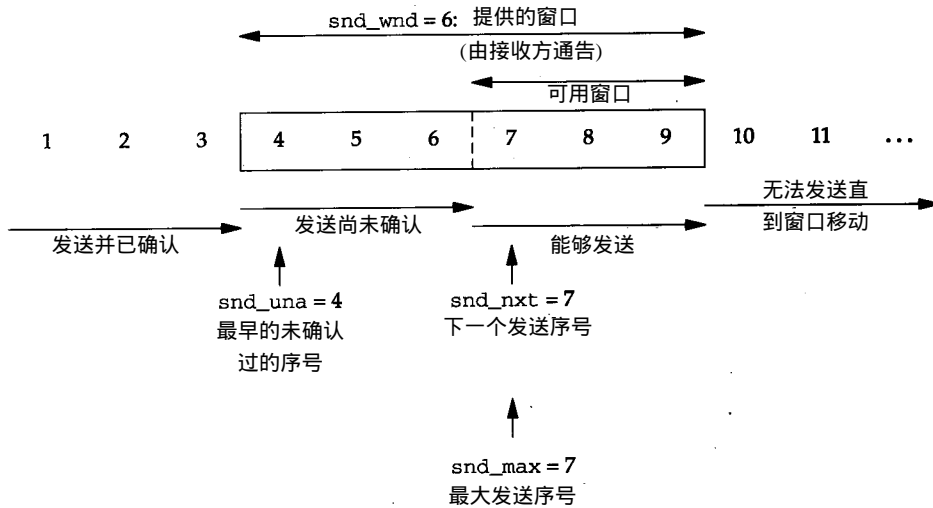 snd_wnd = 6: 提供的窗口
(由接收方通告)
可用窗口
1 2 3 4 5 6 7 8 9 10 11 ...
发送并已确认
发送尚未确认
能够发送
无法发送直
到窗口移动
snd_una = 4
最早的未确认
过的序号
snd_nxt = 7
下一个发送序号
snd_max = 7
最大发送序号